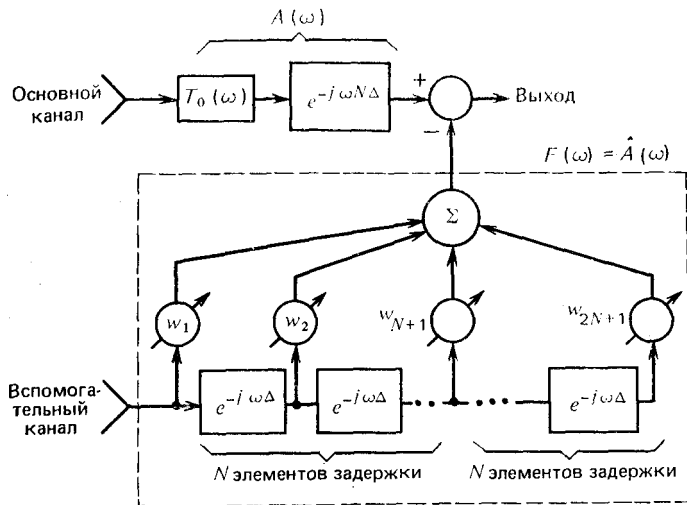 A(ω)
Основной
канал
T₀(ω)
e^{-jωNΔ}
+
−
Выход
F(ω) = Â(ω)
Σ
w₁
w₂
w_{N+1}
w_{2N+1}
Вспомога-
тельный
канал
e^{-jωΔ}
e^{-jωΔ}
e^{-jωΔ}
N элементов задержки
N элементов задержки